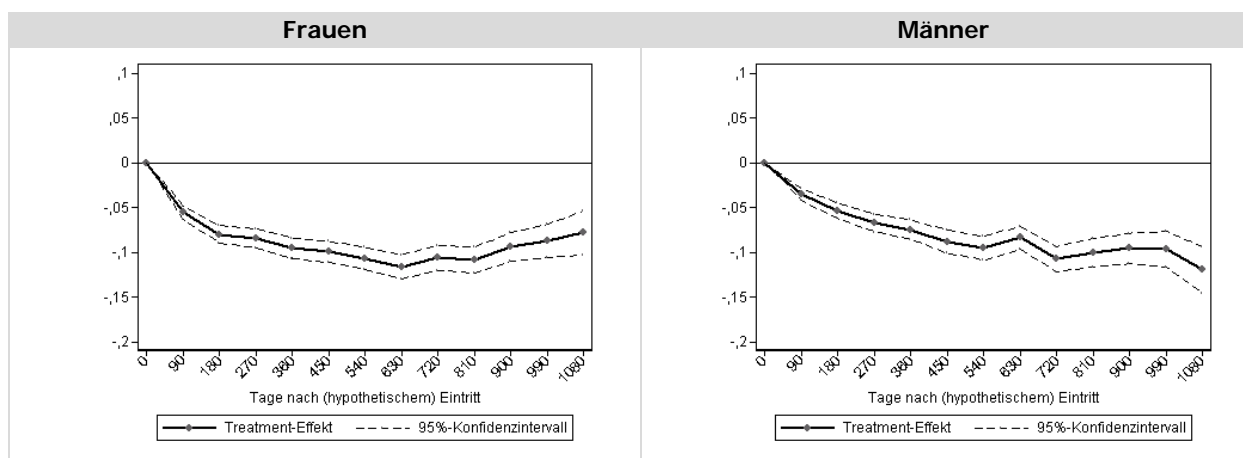 Frauen
,1
,05
0
-,05
-,1
-,15
-,2
0 90 180 270 360 450 540 630 720 810 900 990 1080
Tage nach (hypothetischem) Eintritt
Treatment-Effekt 95%-Konfidenzintervall
Männer
,1
,05
0
-,05
-,1
-,15
-,2
0 90 180 270 360 450 540 630 720 810 900 990 1080
Tage nach (hypothetischem) Eintritt
Treatment-Effekt 95%-Konfidenzintervall